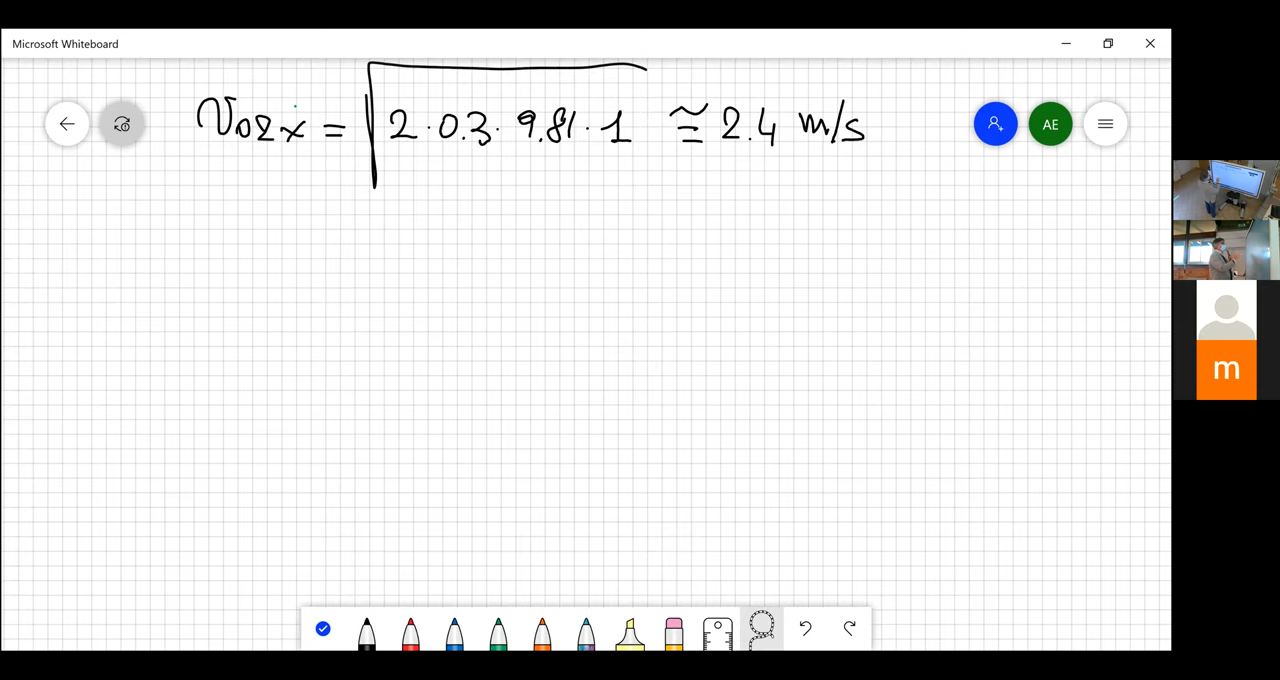 Microsoft Whiteboard
V02x = √2·0.3·9.81·1 ≅ 2.4 m/s
AE
m